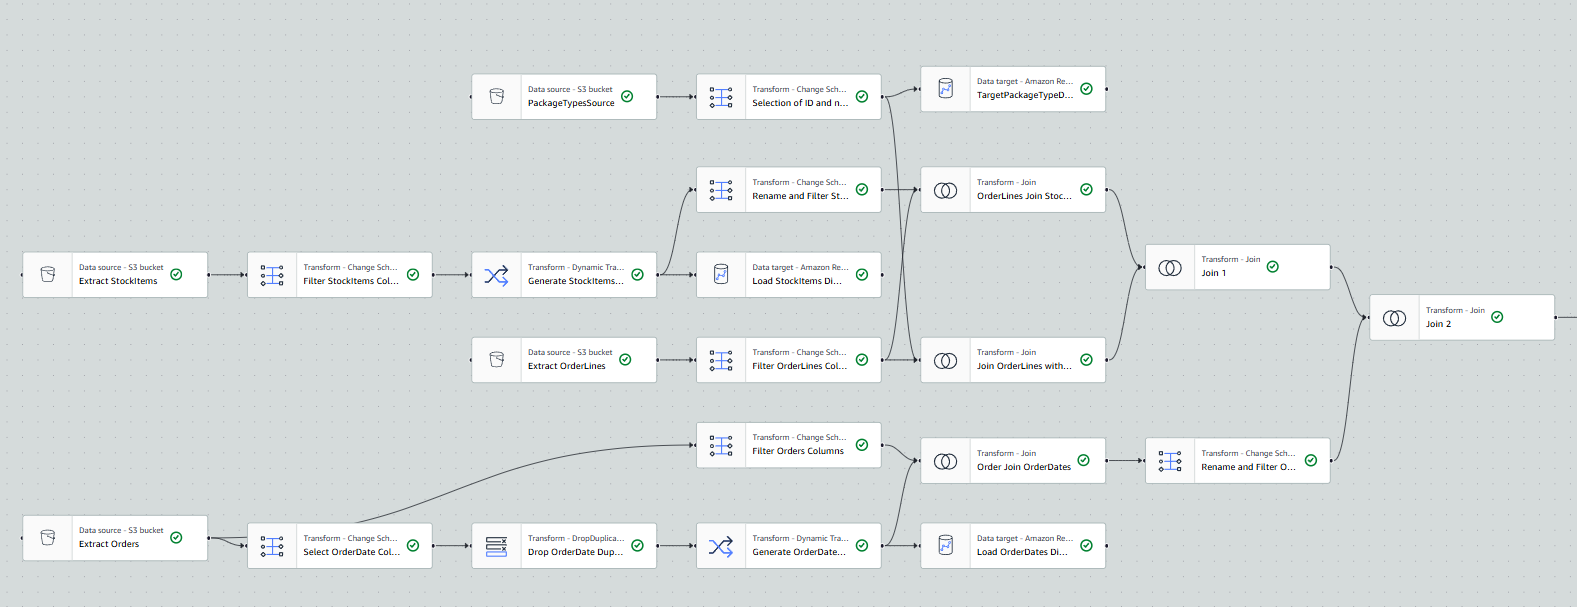 Data source - S3 bucket
PackageTypesSource
Transform - Change Sch...
Selection of ID and n...
Data target - Amazon Re...
TargetPackageTypeD...
Transform - Change Sch...
Rename and Filter St...
Transform - Join
OrderLines Join Stoc...
Data source - S3 bucket
Extract StockItems
Transform - Change Sch...
Filter StockItems Col...
Transform - Dynamic Tra...
Generate StockItems...
Data target - Amazon Re...
Load StockItems Di...
Transform - Join
Join 1
Transform - Join
Join 2
Data source - S3 bucket
Extract OrderLines
Transform - Change Sch...
Filter OrderLines Col...
Transform - Join
Join OrderLines with...
Transform - Change Sch...
Filter Orders Columns
Transform - Join
Order Join OrderDates
Transform - Change Sch...
Rename and Filter O...
Data source - S3 bucket
Extract Orders
Transform - Change Sch...
Select OrderDate Col...
Transform - DropDuplica...
Drop OrderDate Dup...
Transform - Dynamic Tra...
Generate OrderDate...
Data target - Amazon Re...
Load OrderDates Di...